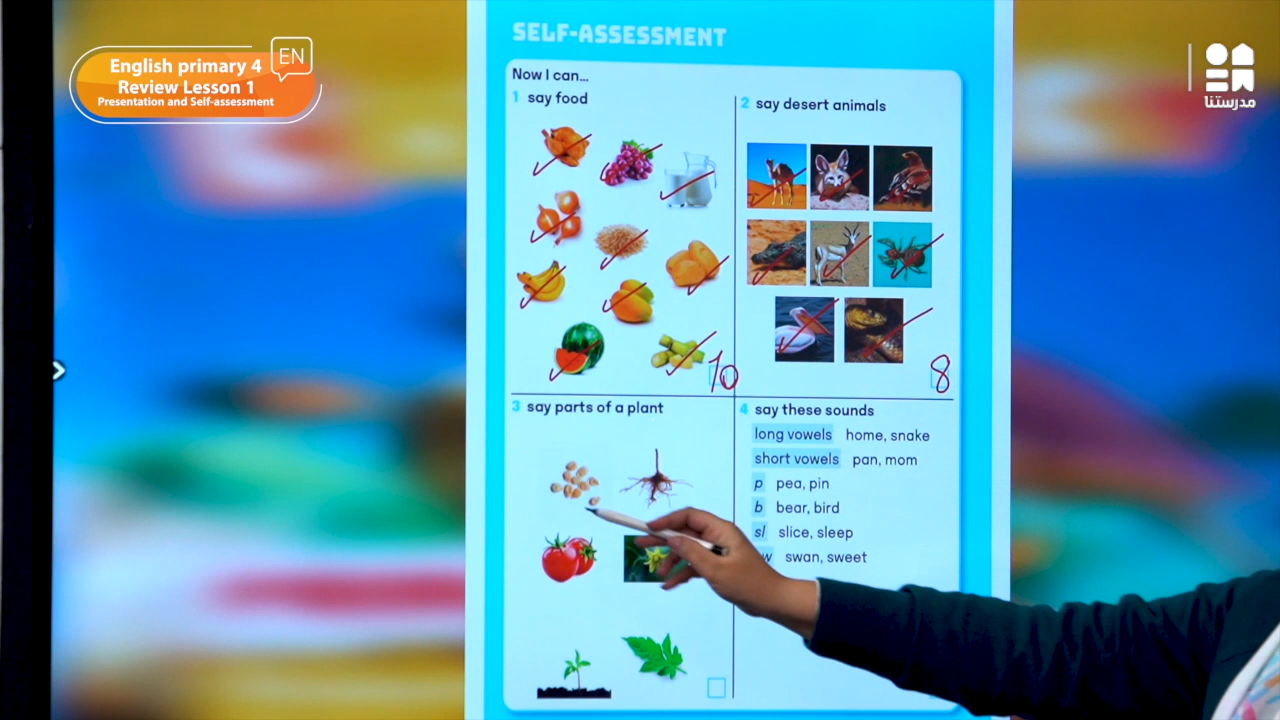 EN
English primary 4
Review Lesson 1
Presentation and Self-assessment
مدرستنا
SELF-ASSESSMENT
Now I can...
1 say food
10
2 say desert animals
8
3 say parts of a plant
4 say these sounds
long vowels home, snake
short vowels pan, mom
p pea, pin
b bear, bird
sl slice, sleep
w swan, sweet